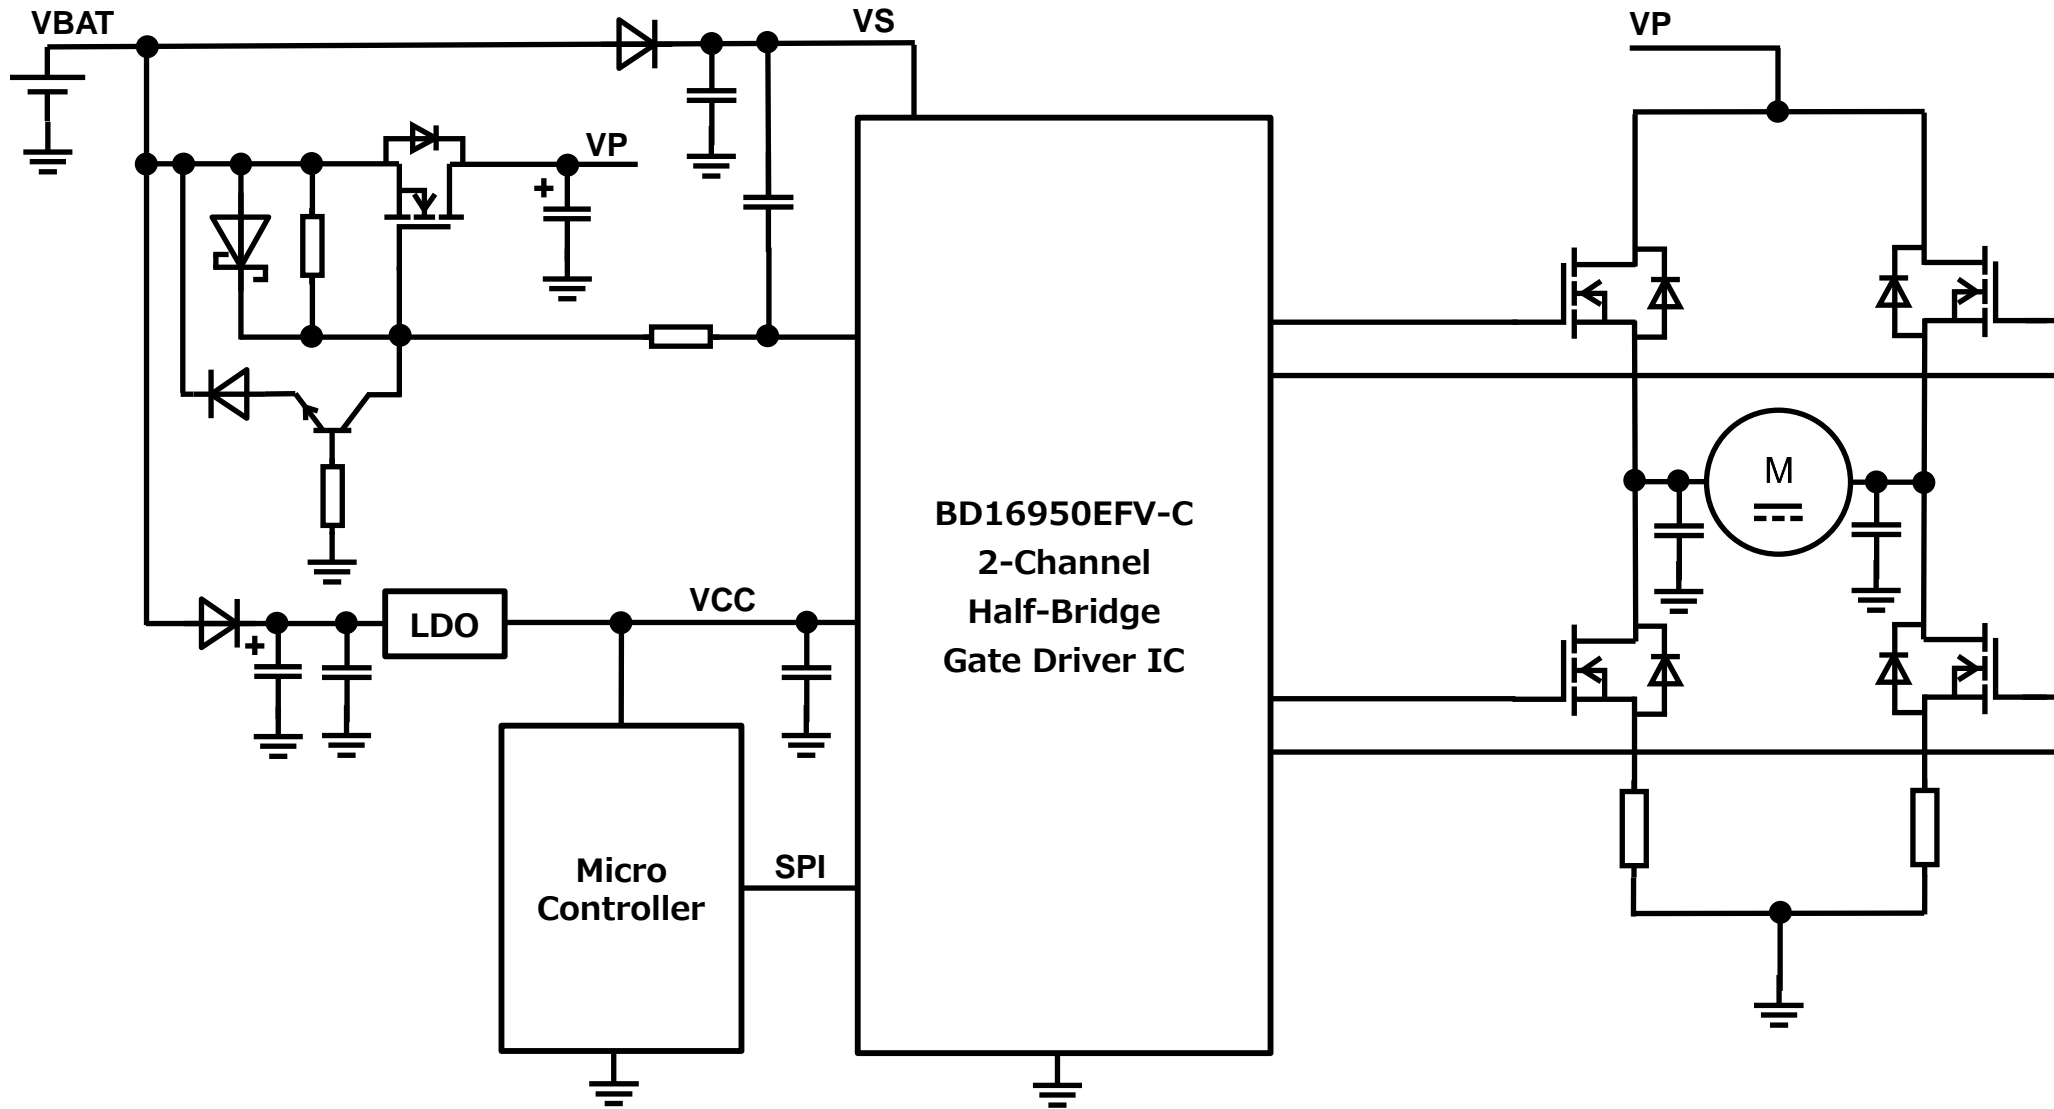 VBAT
VS
VP
VP
+
BD16950EFV-C
2-Channel
Half-Bridge
Gate Driver IC
M
VCC
LDO
+
SPI
Micro
Controller